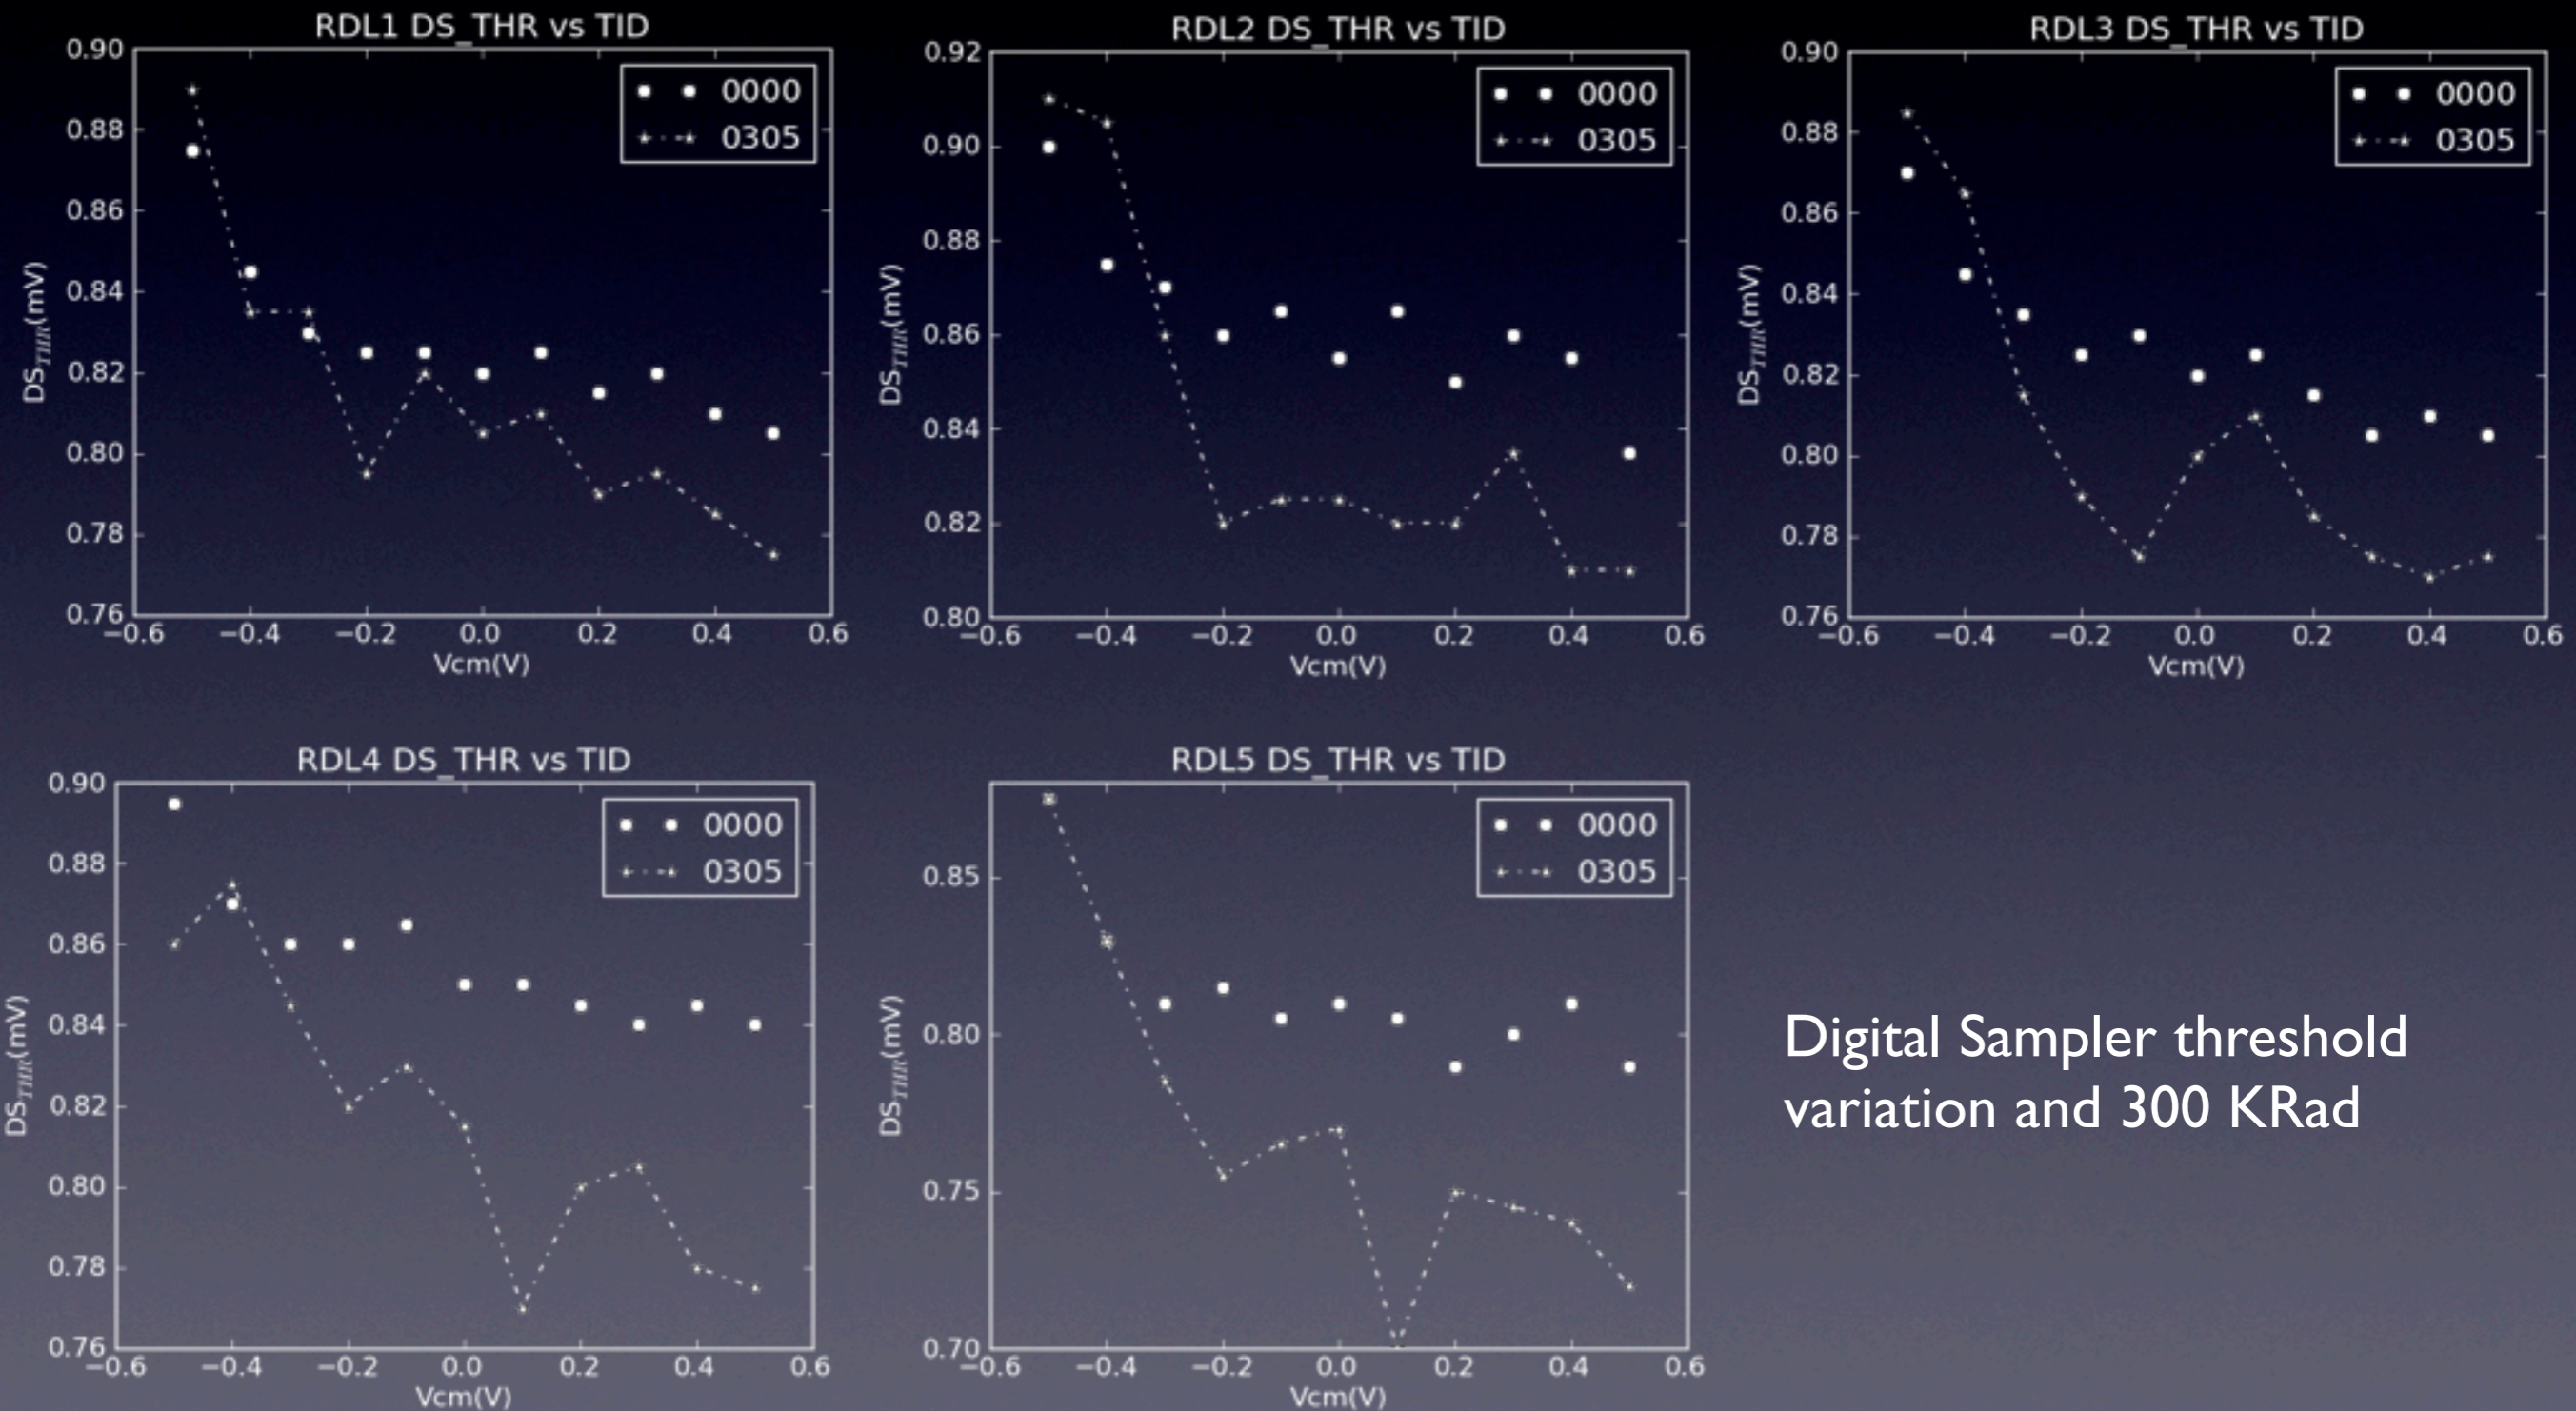 RDL1 DS_THR vs TID
0.90
0.88
0.86
0.84
0.82
0.80
0.78
0.76
DS_THR(mV)
−0.6 −0.4 −0.2 0.0 0.2 0.4 0.6
Vcm(V)
0000
0305
RDL2 DS_THR vs TID
0.92
0.90
0.88
0.86
0.84
0.82
0.80
DS_THR(mV)
−0.6 −0.4 −0.2 0.0 0.2 0.4 0.6
Vcm(V)
0000
0305
RDL3 DS_THR vs TID
0.90
0.88
0.86
0.84
0.82
0.80
0.78
0.76
DS_THR(mV)
−0.6 −0.4 −0.2 0.0 0.2 0.4 0.6
Vcm(V)
0000
0305
RDL4 DS_THR vs TID
0.90
0.88
0.86
0.84
0.82
0.80
0.78
0.76
DS_THR(mV)
−0.6 −0.4 −0.2 0.0 0.2 0.4 0.6
Vcm(V)
0000
0305
RDL5 DS_THR vs TID
0.85
0.80
0.75
0.70
DS_THR(mV)
−0.6 −0.4 −0.2 0.0 0.2 0.4 0.6
Vcm(V)
0000
0305
Digital Sampler threshold
variation and 300 KRad